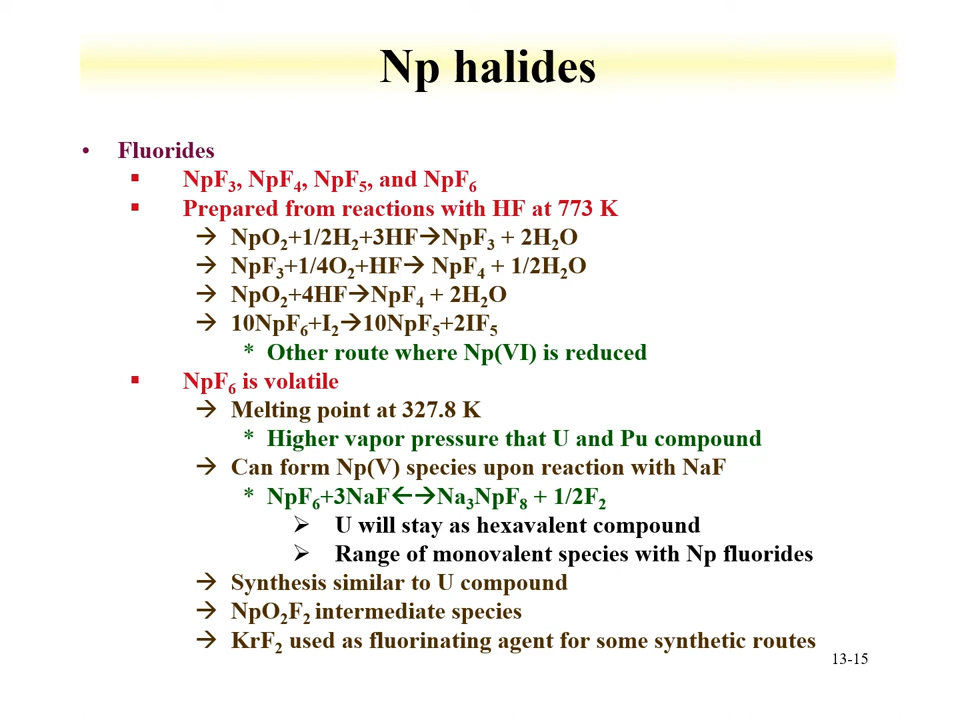 Np halides
• Fluorides
▪ NpF₃, NpF₄, NpF₅, and NpF₆
▪ Prepared from reactions with HF at 773 K
→ NpO₂+1/2H₂+3HF→NpF₃ + 2H₂O
→ NpF₃+1/4O₂+HF→ NpF₄ + 1/2H₂O
→ NpO₂+4HF→NpF₄ + 2H₂O
→ 10NpF₆+I₂→10NpF₅+2IF₅
* Other route where Np(VI) is reduced
▪ NpF₆ is volatile
→ Melting point at 327.8 K
* Higher vapor pressure that U and Pu compound
→ Can form Np(V) species upon reaction with NaF
* NpF₆+3NaF←→Na₃NpF₈ + 1/2F₂
➢ U will stay as hexavalent compound
➢ Range of monovalent species with Np fluorides
→ Synthesis similar to U compound
→ NpO₂F₂ intermediate species
→ KrF₂ used as fluorinating agent for some synthetic routes
13-15